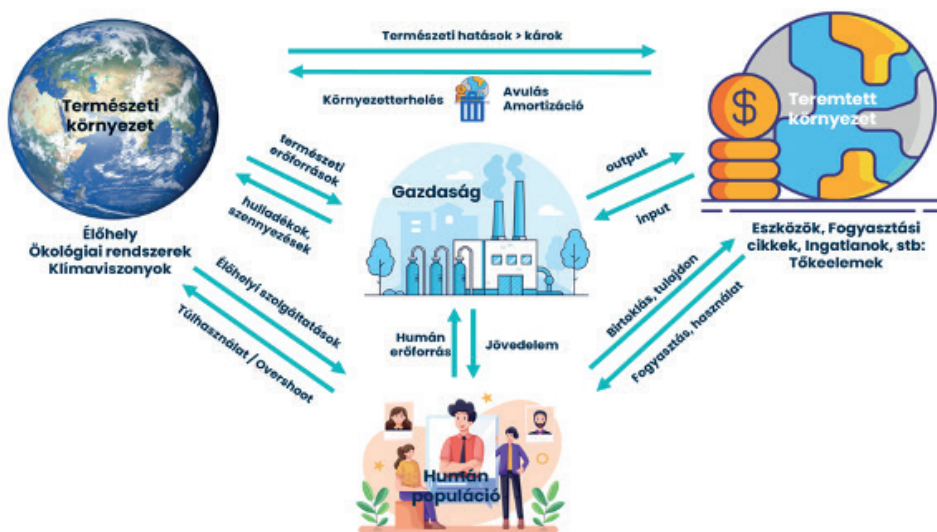 Természeti hatások > károk
Természeti
környezet
Környezetterhelés
Avulás
Amortizáció
$
Teremtett
környezet
természeti
erőforrások
hulladékok,
szennyezések
Gazdaság
output
input
Élőhely
Ökológiai rendszerek
Klímaviszonyok
Eszközök, Fogyasztási
cikkek, Ingatlanok, stb:
Tőkeelemek
Élőhelyi szolgáltatások
Túlhasználat / Overshoot
Humán
erőforrás
Jövedelem
Birtoklás, tulajdon
Fogyasztás, használat
Humán
populáció